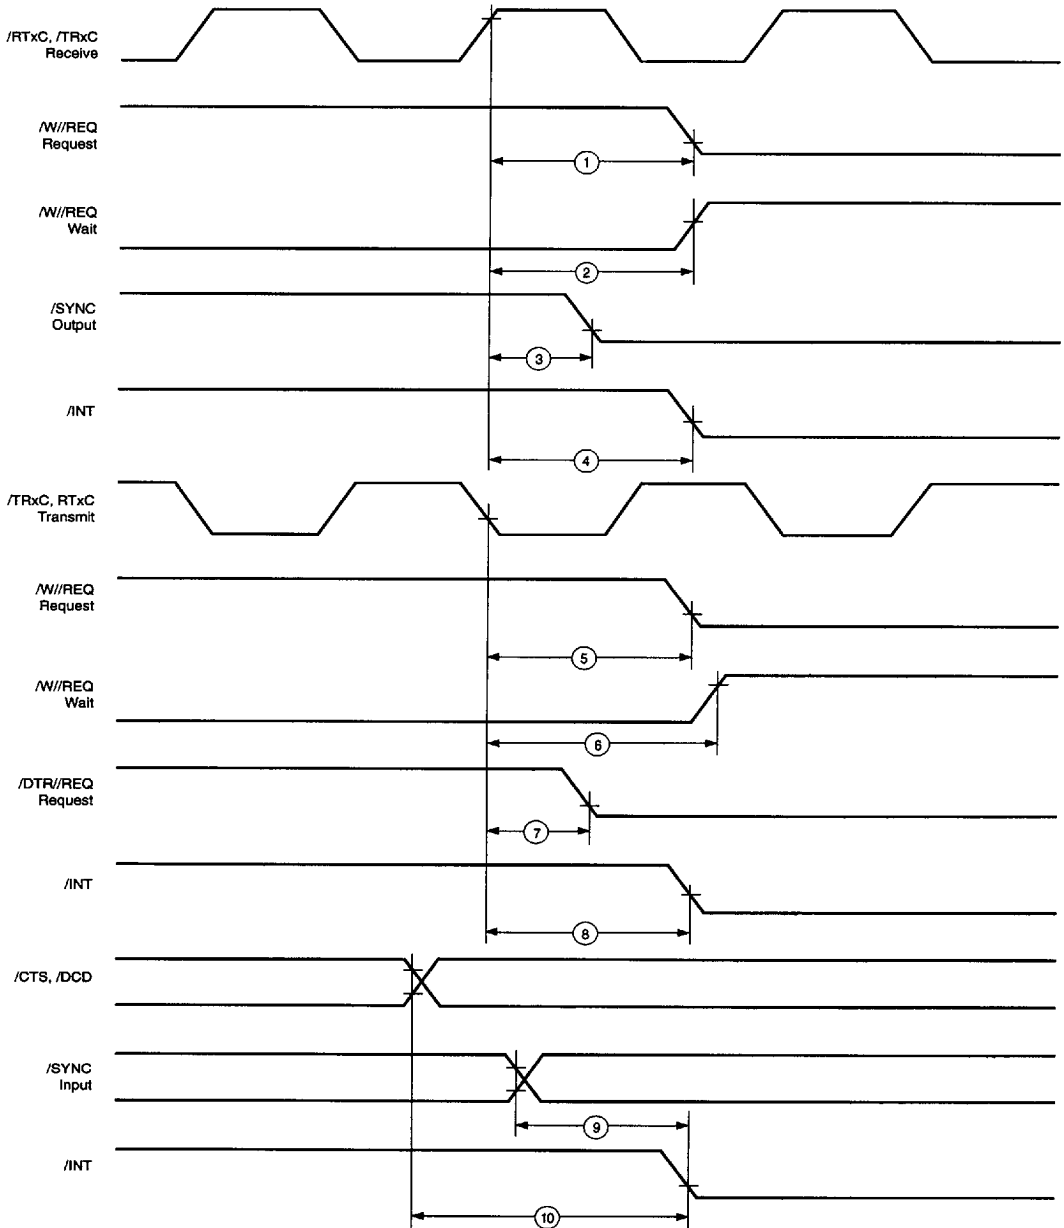 /RTxC, /TRxC
Receive
/W//REQ
Request
1
/W//REQ
Wait
2
/SYNC
Output
3
/INT
4
/TRxC, RTxC
Transmit
/W//REQ
Request
5
/W//REQ
Wait
6
/DTR//REQ
Request
7
/INT
8
/CTS, /DCD
/SYNC
Input
9
/INT
10